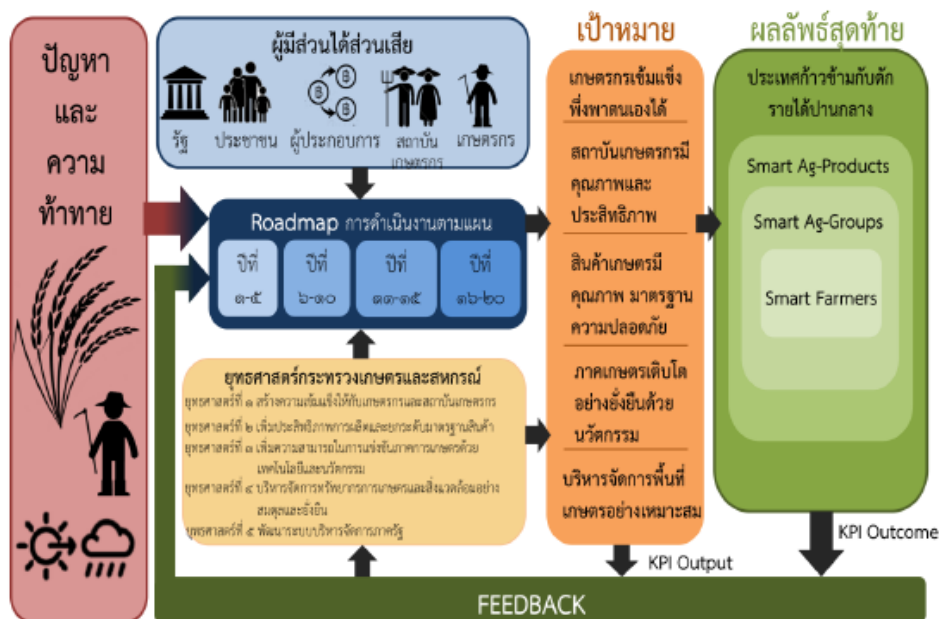 ปัญหา
และ
ความ
ท้าทาย
ผู้มีส่วนได้ส่วนเสีย
รัฐ
ประชาชน
ผู้ประกอบการ
สถาบัน
เกษตรกร
เกษตรกร
Roadmap การดำเนินงานตามแผน
ปีที่
๑-๕
ปีที่
๖-๑๐
ปีที่
๑๑-๑๕
ปีที่
๑๖-๒๐
ยุทธศาสตร์กระทรวงเกษตรและสหกรณ์
ยุทธศาสตร์ที่ ๑ สร้างความเข้มแข็งให้กับเกษตรกรและสถาบันเกษตรกร
ยุทธศาสตร์ที่ ๒ เพิ่มประสิทธิภาพการผลิตและยกระดับมาตรฐานสินค้า
ยุทธศาสตร์ที่ ๓ เพิ่มความสามารถในการแข่งขันภาคการเกษตรด้วย
เทคโนโลยีและนวัตกรรม
ยุทธศาสตร์ที่ ๔ บริหารจัดการทรัพยากรการเกษตรและสิ่งแวดล้อมอย่าง
สมดุลและยั่งยืน
ยุทธศาสตร์ที่ ๕ พัฒนาระบบบริหารจัดการภาครัฐ
เป้าหมาย
เกษตรกรเข้มแข็ง
พึ่งพาตนเองได้
สถาบันเกษตรกรมี
คุณภาพและ
ประสิทธิภาพ
สินค้าเกษตรมี
คุณภาพ มาตรฐาน
ความปลอดภัย
ภาคเกษตรเติบโต
อย่างยั่งยืนด้วย
นวัตกรรม
บริหารจัดการพื้นที่
เกษตรอย่างเหมาะสม
KPI Output
ผลลัพธ์สุดท้าย
ประเทศก้าวข้ามกับดัก
รายได้ปานกลาง
Smart Ag-Products
Smart Ag-Groups
Smart Farmers
KPI Outcome
FEEDBACK